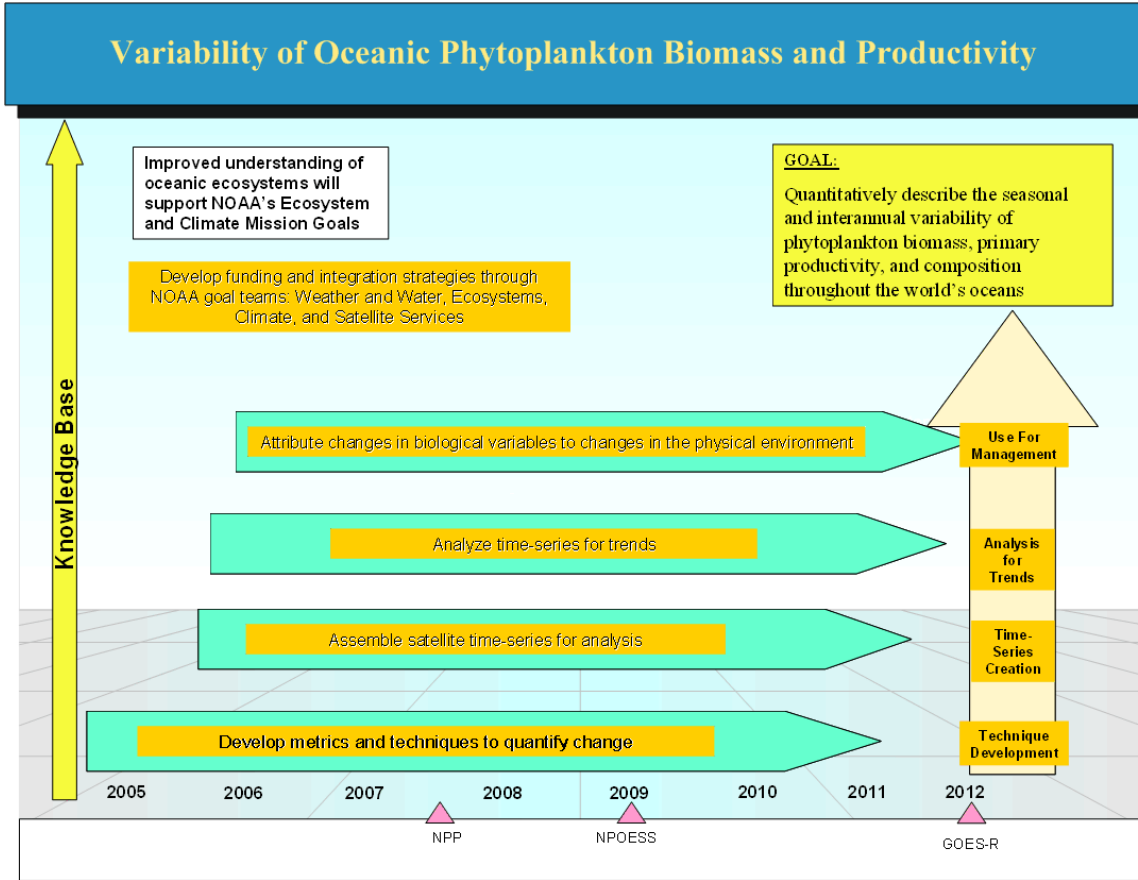 Variability of Oceanic Phytoplankton Biomass and Productivity
Improved understanding of
oceanic ecosystems will
support NOAA's Ecosystem
and Climate Mission Goals
GOAL:
Quantitatively describe the seasonal
and interannual variability of
phytoplankton biomass, primary
productivity, and composition
throughout the world's oceans
Develop funding and integration strategies through
NOAA goal teams: Weather and Water, Ecosystems,
Climate, and Satellite Services
Knowledge Base
Attribute changes in biological variables to changes in the physical environment
Use For
Management
Analyze time-series for trends
Analysis
for
Trends
Assemble satellite time-series for analysis
Time-
Series
Creation
Develop metrics and techniques to quantify change
Technique
Development
2005 2006 2007 2008 2009 2010 2011 2012
NPP NPOESS GOES-R